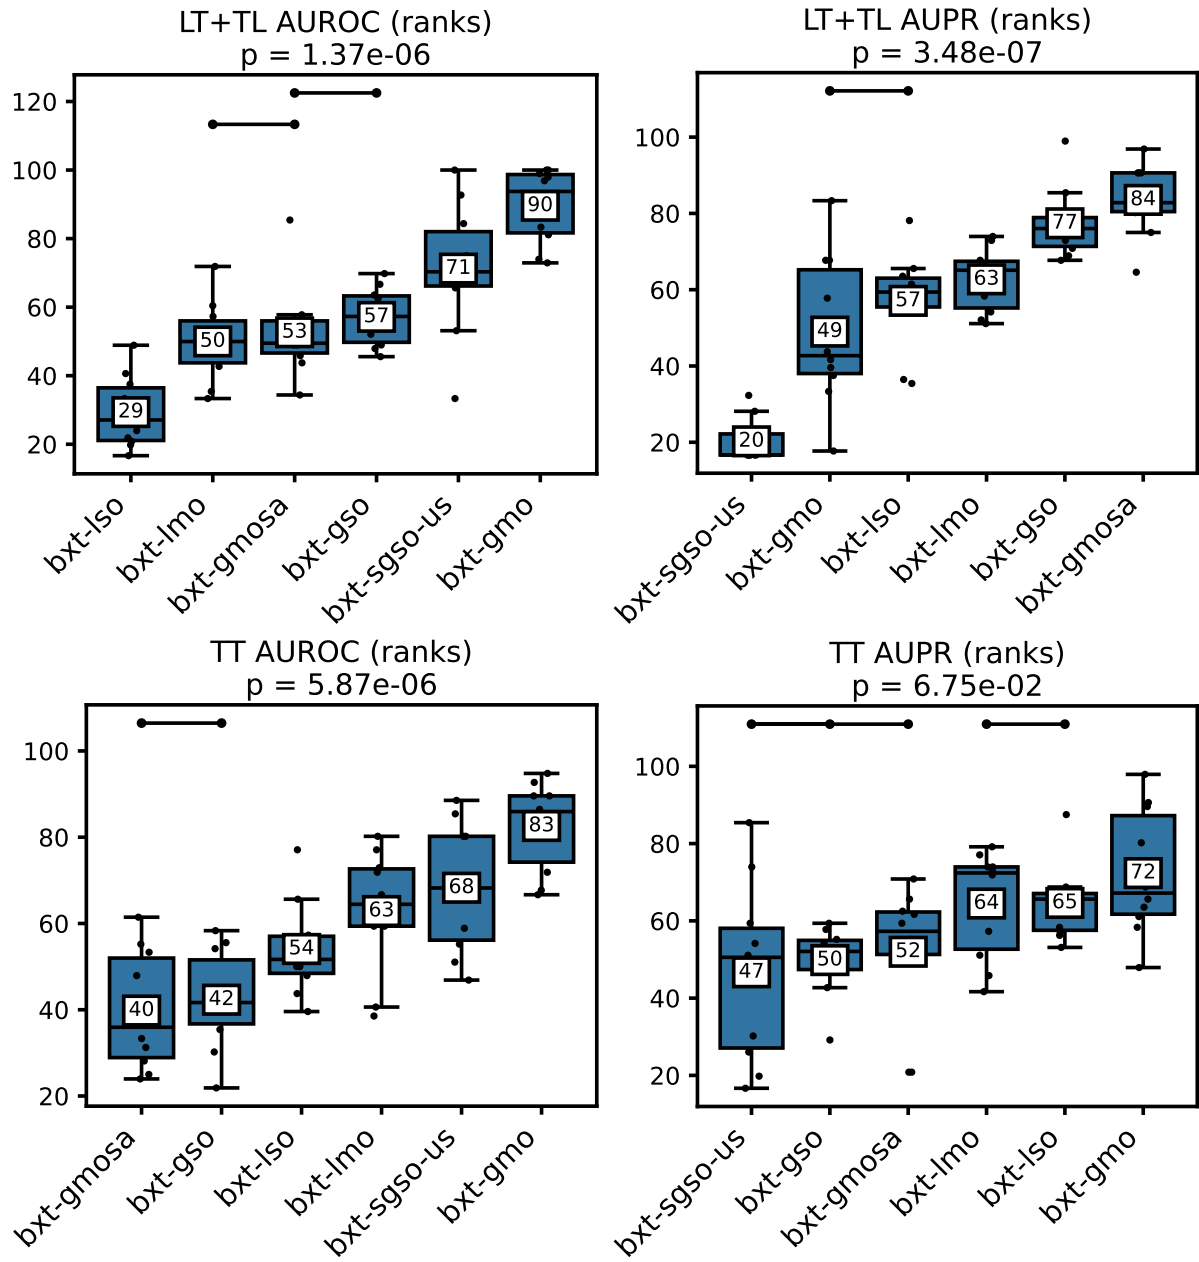 LT+TL AUROC (ranks)
p = 1.37e-06
120
100
80
60
40
20
29
50
53
57
71
90
bxt-lso
bxt-lmo
bxt-gmosa
bxt-gso
bxt-sgso-us
bxt-gmo
LT+TL AUPR (ranks)
p = 3.48e-07
100
80
60
40
20
20
49
57
63
77
84
bxt-sgso-us
bxt-gmo
bxt-lso
bxt-lmo
bxt-gso
bxt-gmosa
TT AUROC (ranks)
p = 5.87e-06
100
80
60
40
20
40
42
54
63
68
83
bxt-gmosa
bxt-gso
bxt-lso
bxt-lmo
bxt-sgso-us
bxt-gmo
TT AUPR (ranks)
p = 6.75e-02
100
80
60
40
20
47
50
52
64
65
72
bxt-sgso-us
bxt-gso
bxt-gmosa
bxt-lmo
bxt-lso
bxt-gmo